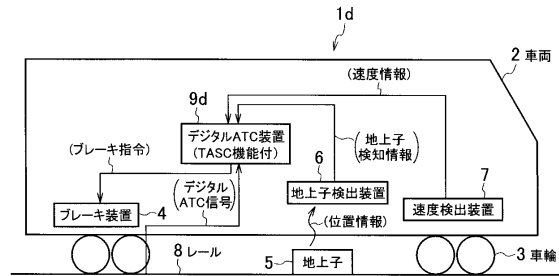 1d
2 車両
(速度情報)
9d
デジタルATC装置
(TASC機能付)
(地上子
検知情報)
(ブレーキ指令)
6
7
(デジタル
ATC信号)
地上子検出装置
速度検出装置
ブレーキ装置
4
(位置情報)
8 レール
5
地上子
3 車輪